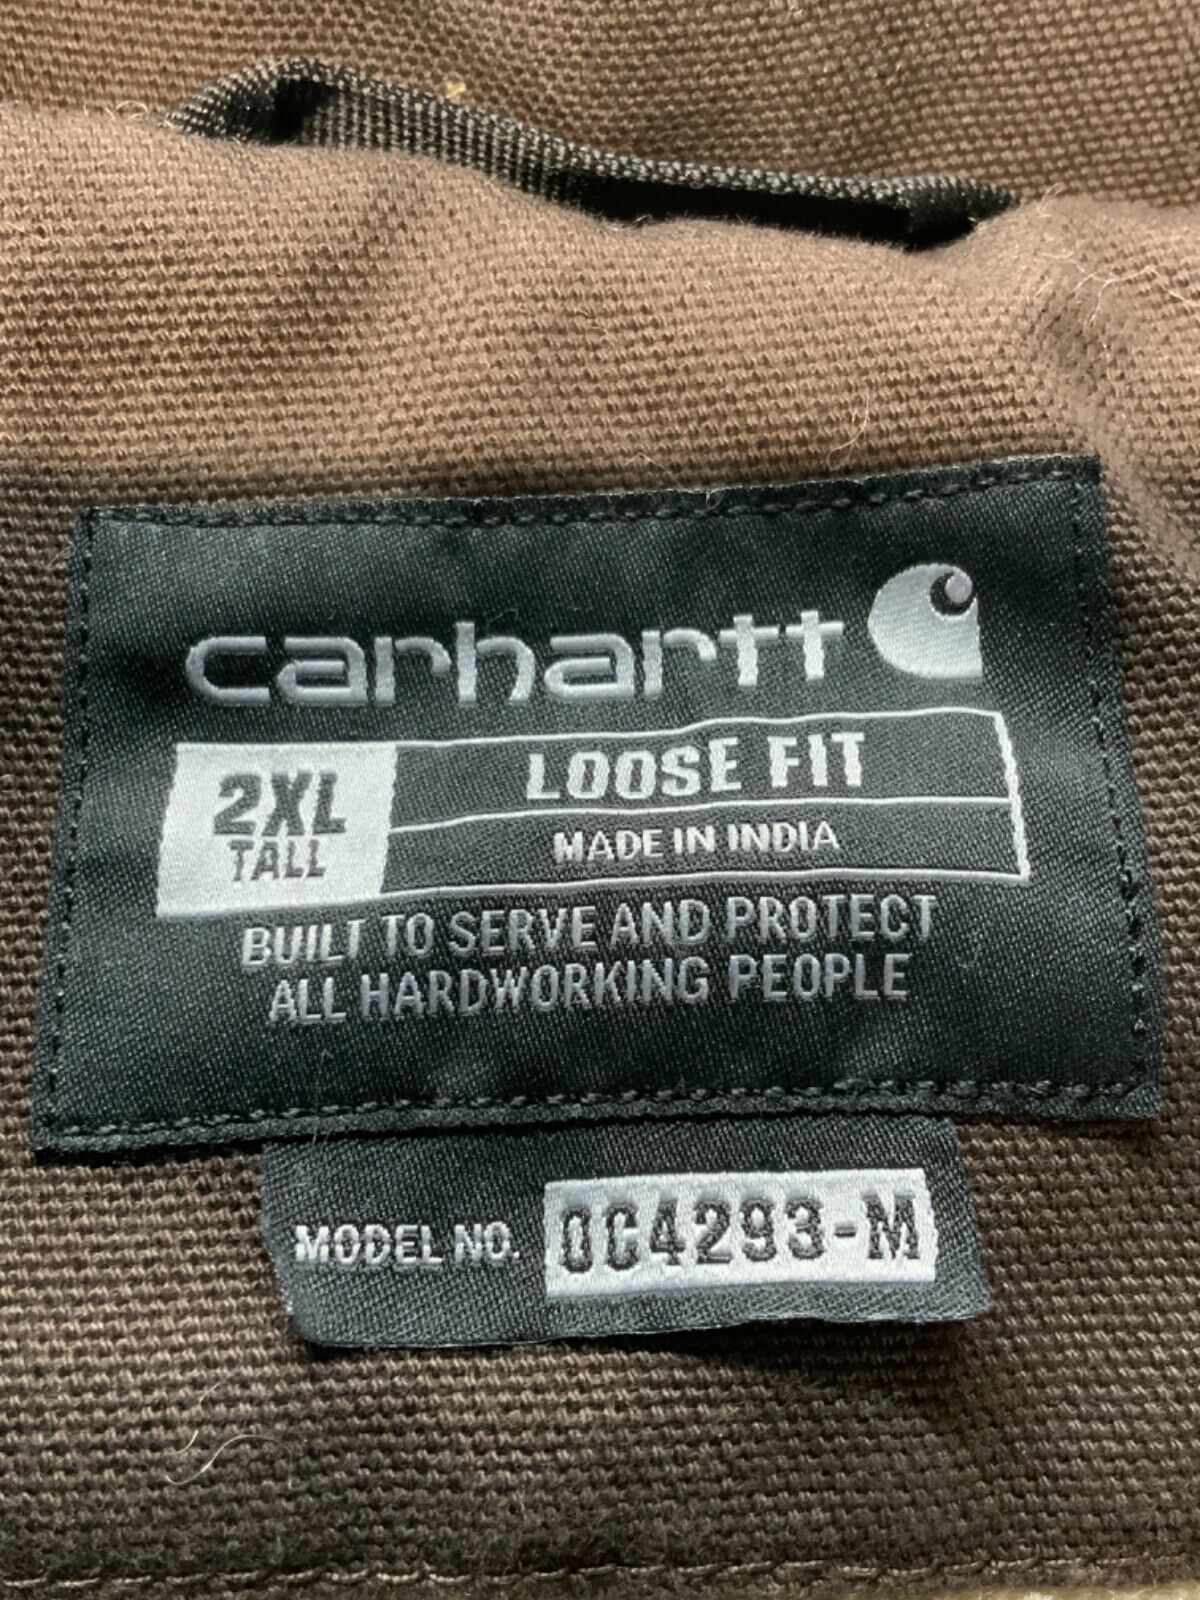 carhartt
2XL
TALL
LOOSE FIT
MADE IN INDIA
BUILT TO SERVE AND PROTECT
ALL HARDWORKING PEOPLE
MODEL NO. OC4293-M